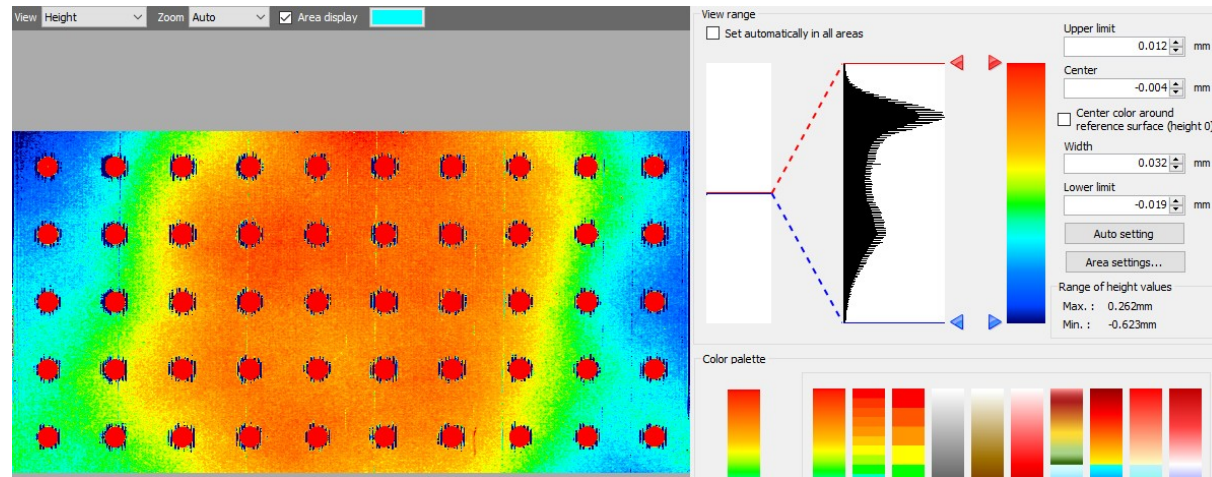 View Height Zoom Auto Area display
View range
Set automatically in all areas
Upper limit
0.012 mm
Center
-0.004 mm
Center color around
reference surface (height 0)
Width
0.032 mm
Lower limit
-0.019 mm
Auto setting
Area settings...
Range of height values
Max. : 0.262mm
Min. : -0.623mm
Color palette